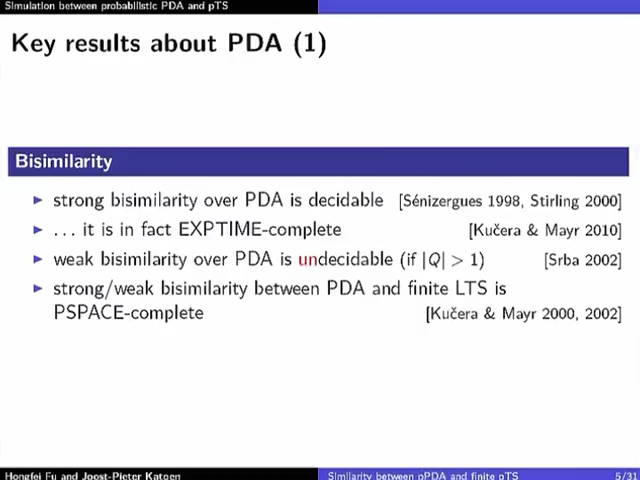 Simulation between probabilistic PDA and pTS
Key results about PDA (1)
Bisimilarity
strong bisimilarity over PDA is decidable [Sénizergues 1998, Stirling 2000]
. . . it is in fact EXPTIME-complete [Kučera & Mayr 2010]
weak bisimilarity over PDA is undecidable (if |Q| > 1) [Srba 2002]
strong/weak bisimilarity between PDA and finite LTS is
PSPACE-complete [Kučera & Mayr 2000, 2002]
Hongfei Fu and Joost-Pieter Katoen Similarity between pPDA and finite pTS 5/31